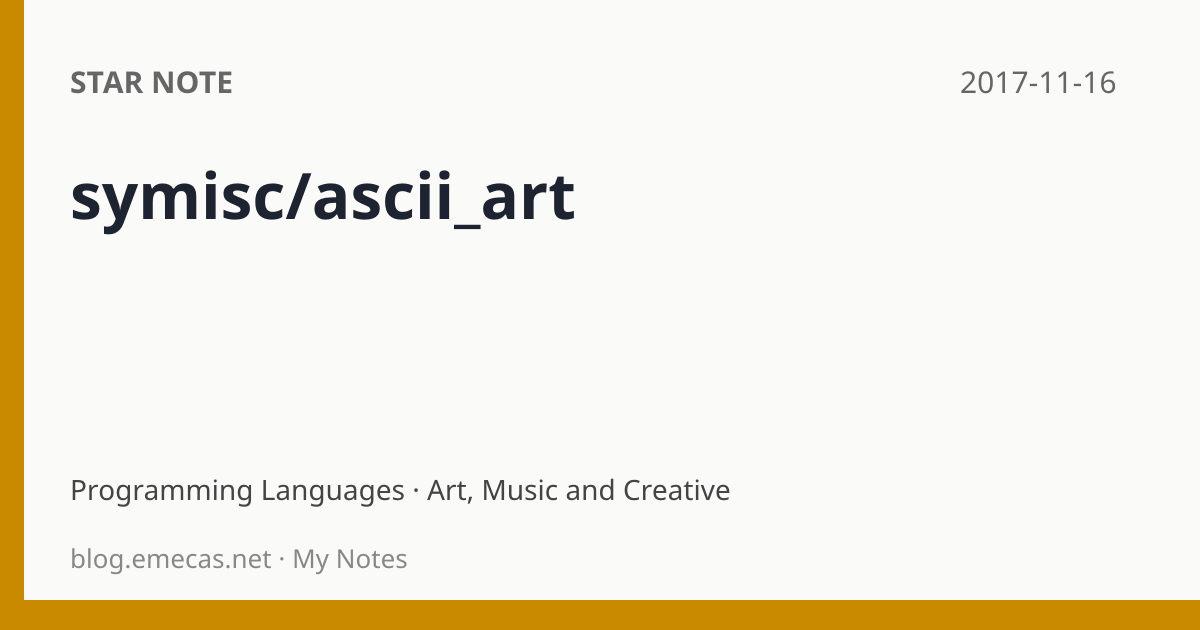 STAR NOTE 2017-11-16
symisc/ascii_art
Programming Languages · Art, Music and Creative
blog.emecas.net · My Notes